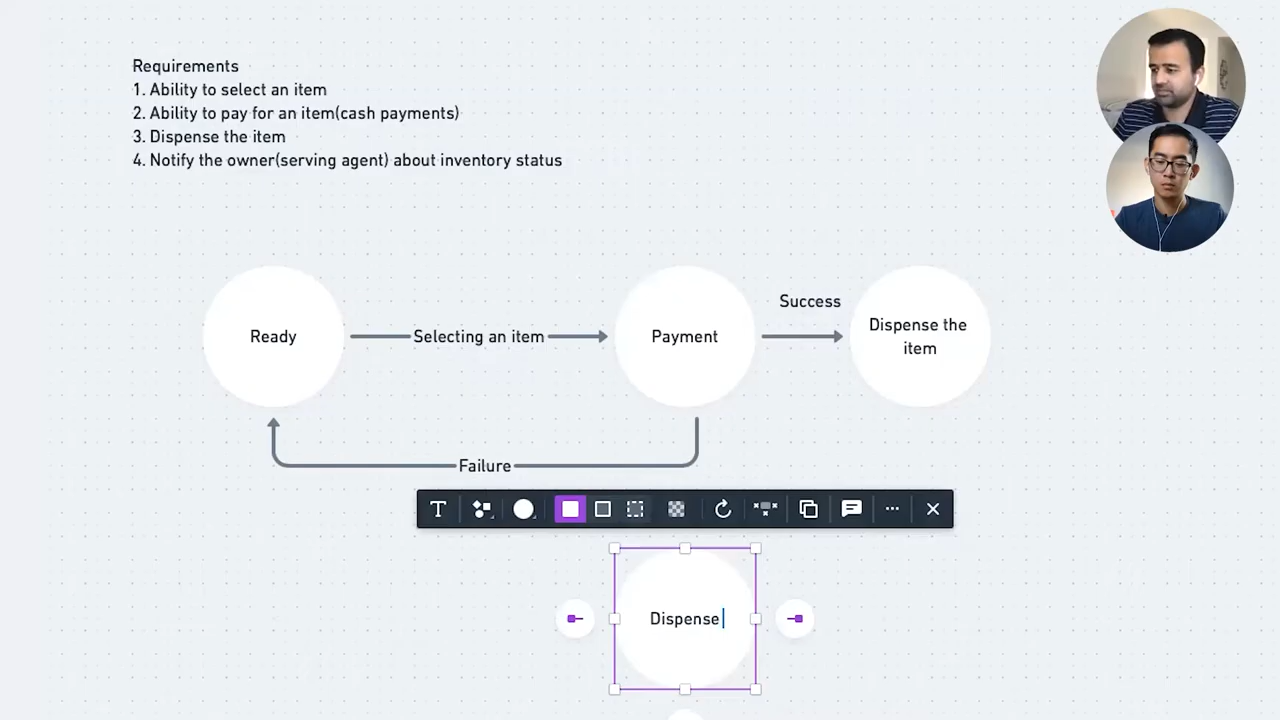 Requirements
1. Ability to select an item
2. Ability to pay for an item(cash payments)
3. Dispense the item
4. Notify the owner(serving agent) about inventory status
Success
Ready
Selecting an item
Payment
Dispense the
item
Failure
T
Dispense